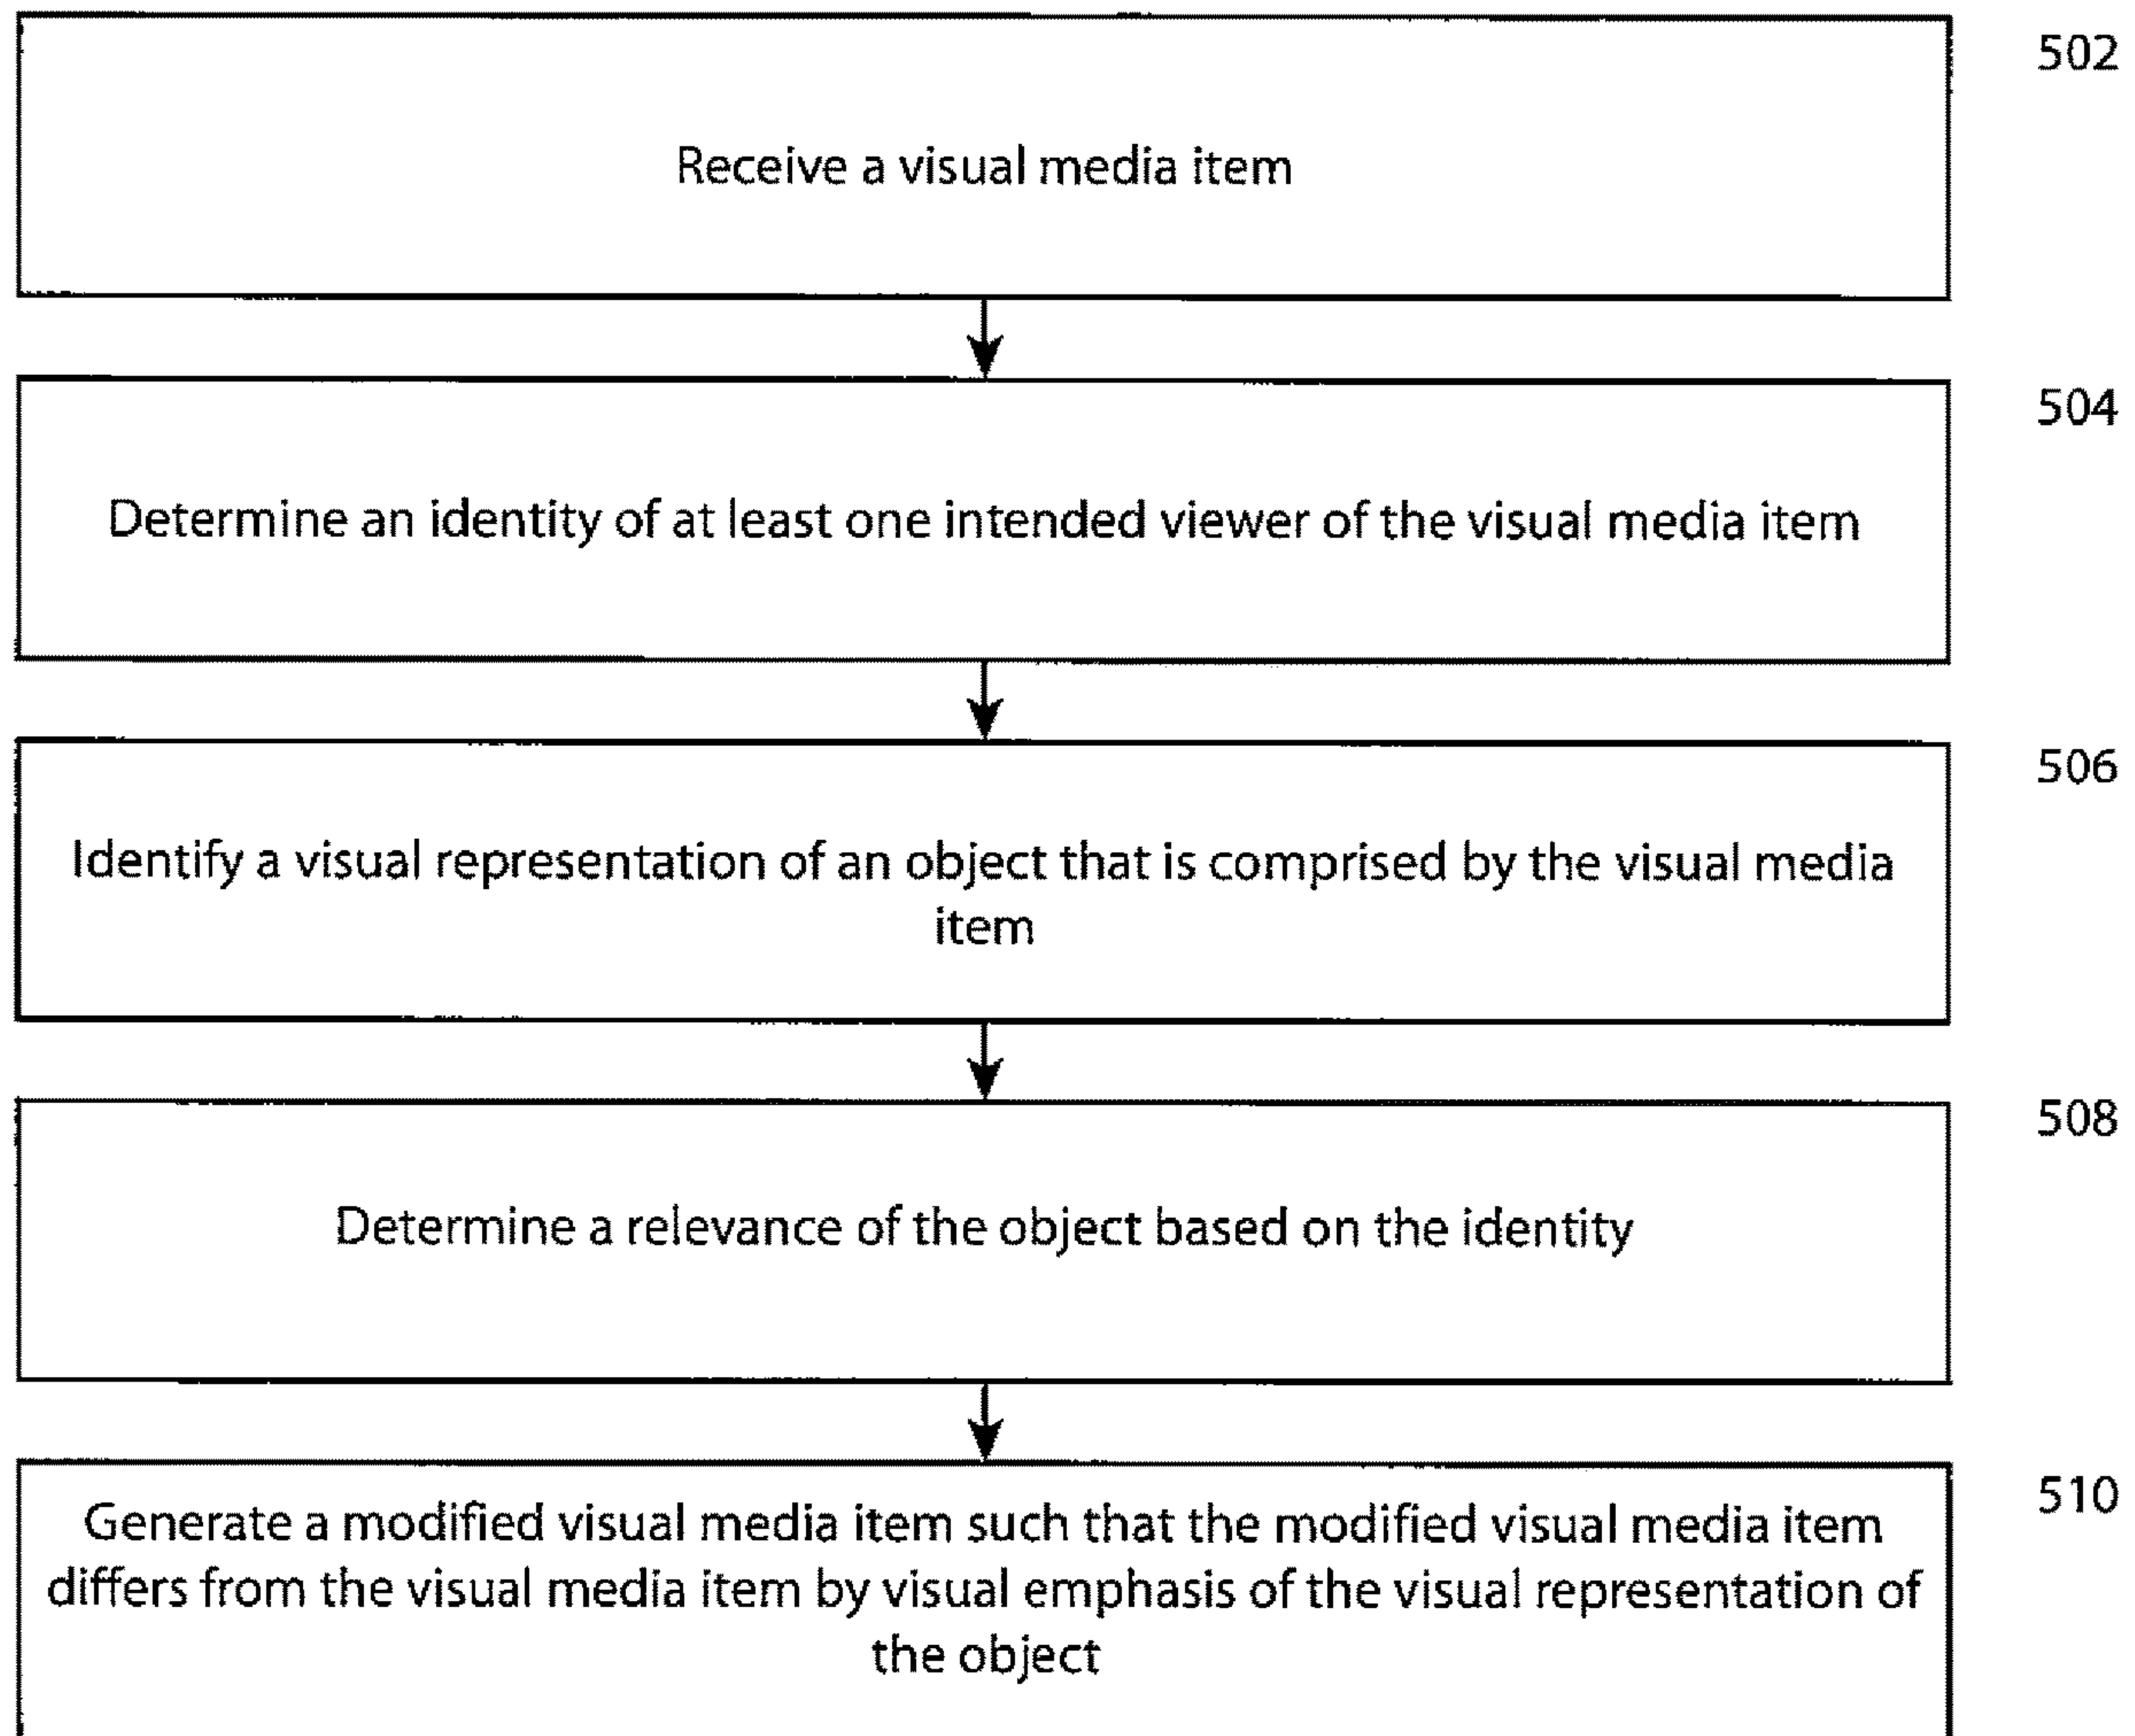 502
Receive a visual media item
504
Determine an identity of at least one intended viewer of the visual media item
506
Identify a visual representation of an object that is comprised by the visual media
item
508
Determine a relevance of the object based on the identity
510
Generate a modified visual media item such that the modified visual media item
differs from the visual media item by visual emphasis of the visual representation of
the object